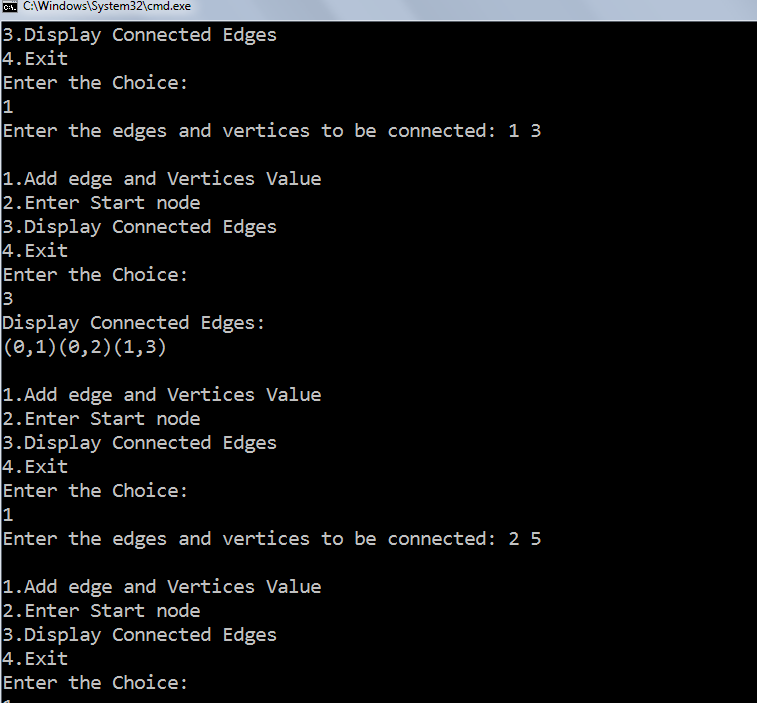 C:\Windows\System32\cmd.exe
3.Display Connected Edges
4.Exit
Enter the Choice:
1
Enter the edges and vertices to be connected: 1 3
1.Add edge and Vertices Value
2.Enter Start node
3.Display Connected Edges
4.Exit
Enter the Choice:
3
Display Connected Edges:
(0,1)(0,2)(1,3)
1.Add edge and Vertices Value
2.Enter Start node
3.Display Connected Edges
4.Exit
Enter the Choice:
1
Enter the edges and vertices to be connected: 2 5
1.Add edge and Vertices Value
2.Enter Start node
3.Display Connected Edges
4.Exit
Enter the Choice: